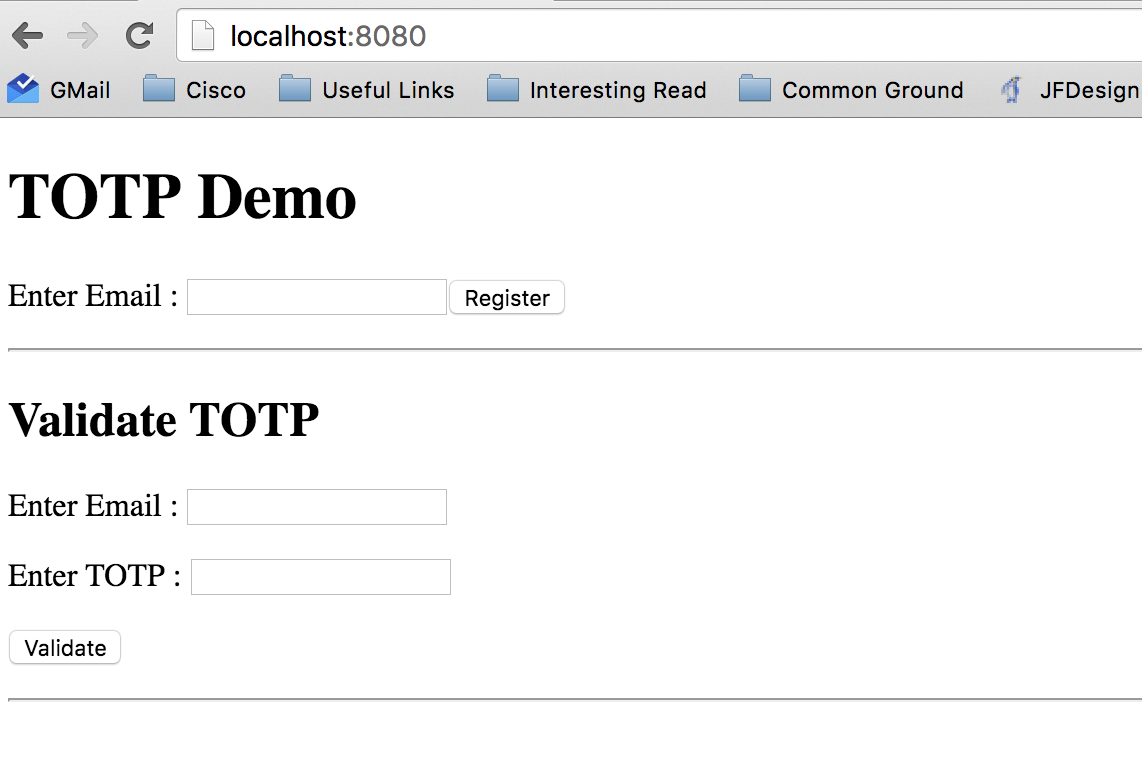 localhost:8080
GMail Cisco Useful Links Interesting Read Common Ground JFDesign
TOTP Demo
Enter Email : Register
Validate TOTP
Enter Email :
Enter TOTP :
Validate